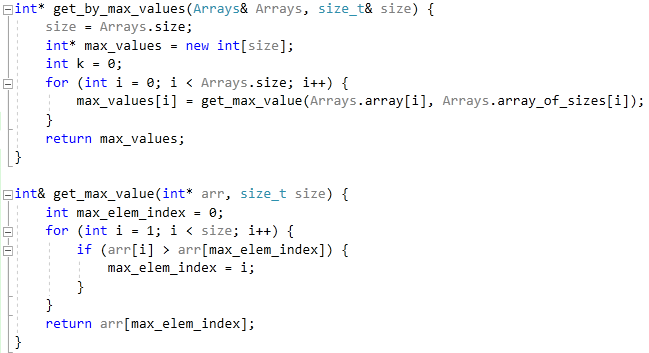 int* get_by_max_values(Arrays& Arrays, size_t& size) {
    size = Arrays.size;
    int* max_values = new int[size];
    int k = 0;
    for (int i = 0; i < Arrays.size; i++) {
        max_values[i] = get_max_value(Arrays.array[i], Arrays.array_of_sizes[i]);
    }
    return max_values;
}
int& get_max_value(int* arr, size_t size) {
    int max_elem_index = 0;
    for (int i = 1; i < size; i++) {
        if (arr[i] > arr[max_elem_index]) {
            max_elem_index = i;
        }
    }
    return arr[max_elem_index];
}